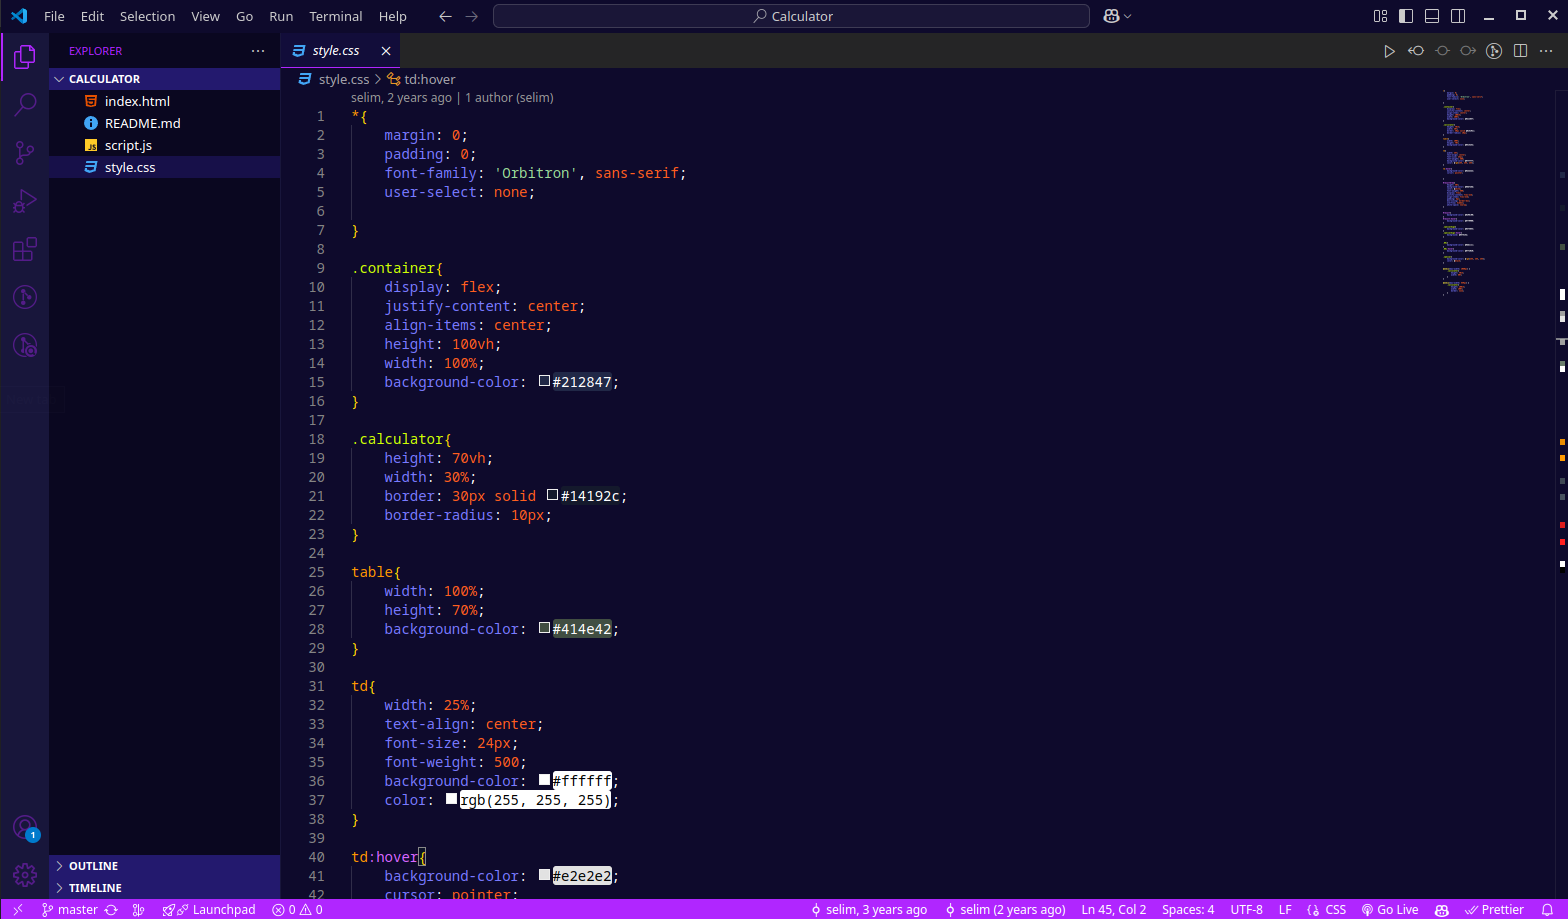 File Edit Selection View Go Run Terminal Help
Calculator
EXPLORER
CALCULATOR
index.html
README.md
script.js
style.css
OUTLINE
TIMELINE
style.css
style.css > td:hover
selim, 2 years ago | 1 author (selim)
1 *{
2 margin: 0;
3 padding: 0;
4 font-family: 'Orbitron', sans-serif;
5 user-select: none;
6
7 }
8
9 .container{
10 display: flex;
11 justify-content: center;
12 align-items: center;
13 height: 100vh;
14 width: 100%;
15 background-color: #212847;
16 }
17
18 .calculator{
19 height: 70vh;
20 width: 30%;
21 border: 30px solid #14192c;
22 border-radius: 10px;
23 }
24
25 table{
26 width: 100%;
27 height: 70%;
28 background-color: #414e42;
29 }
30
31 td{
32 width: 25%;
33 text-align: center;
34 font-size: 24px;
35 font-weight: 500;
36 background-color: #ffffff;
37 color: rgb(255, 255, 255);
38 }
39
40 td:hover{
41 background-color: #e2e2e2;
42 cursor: pointer;
1
master Launchpad 0 0 selim, 3 years ago selim (2 years ago) Ln 45, Col 2 Spaces: 4 UTF-8 LF {} CSS Go Live Prettier